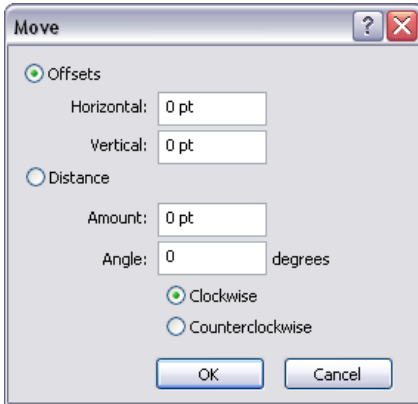 Move
Offsets
Horizontal: 0 pt
Vertical: 0 pt
Distance
Amount: 0 pt
Angle: 0 degrees
Clockwise
Counterclockwise
OK Cancel